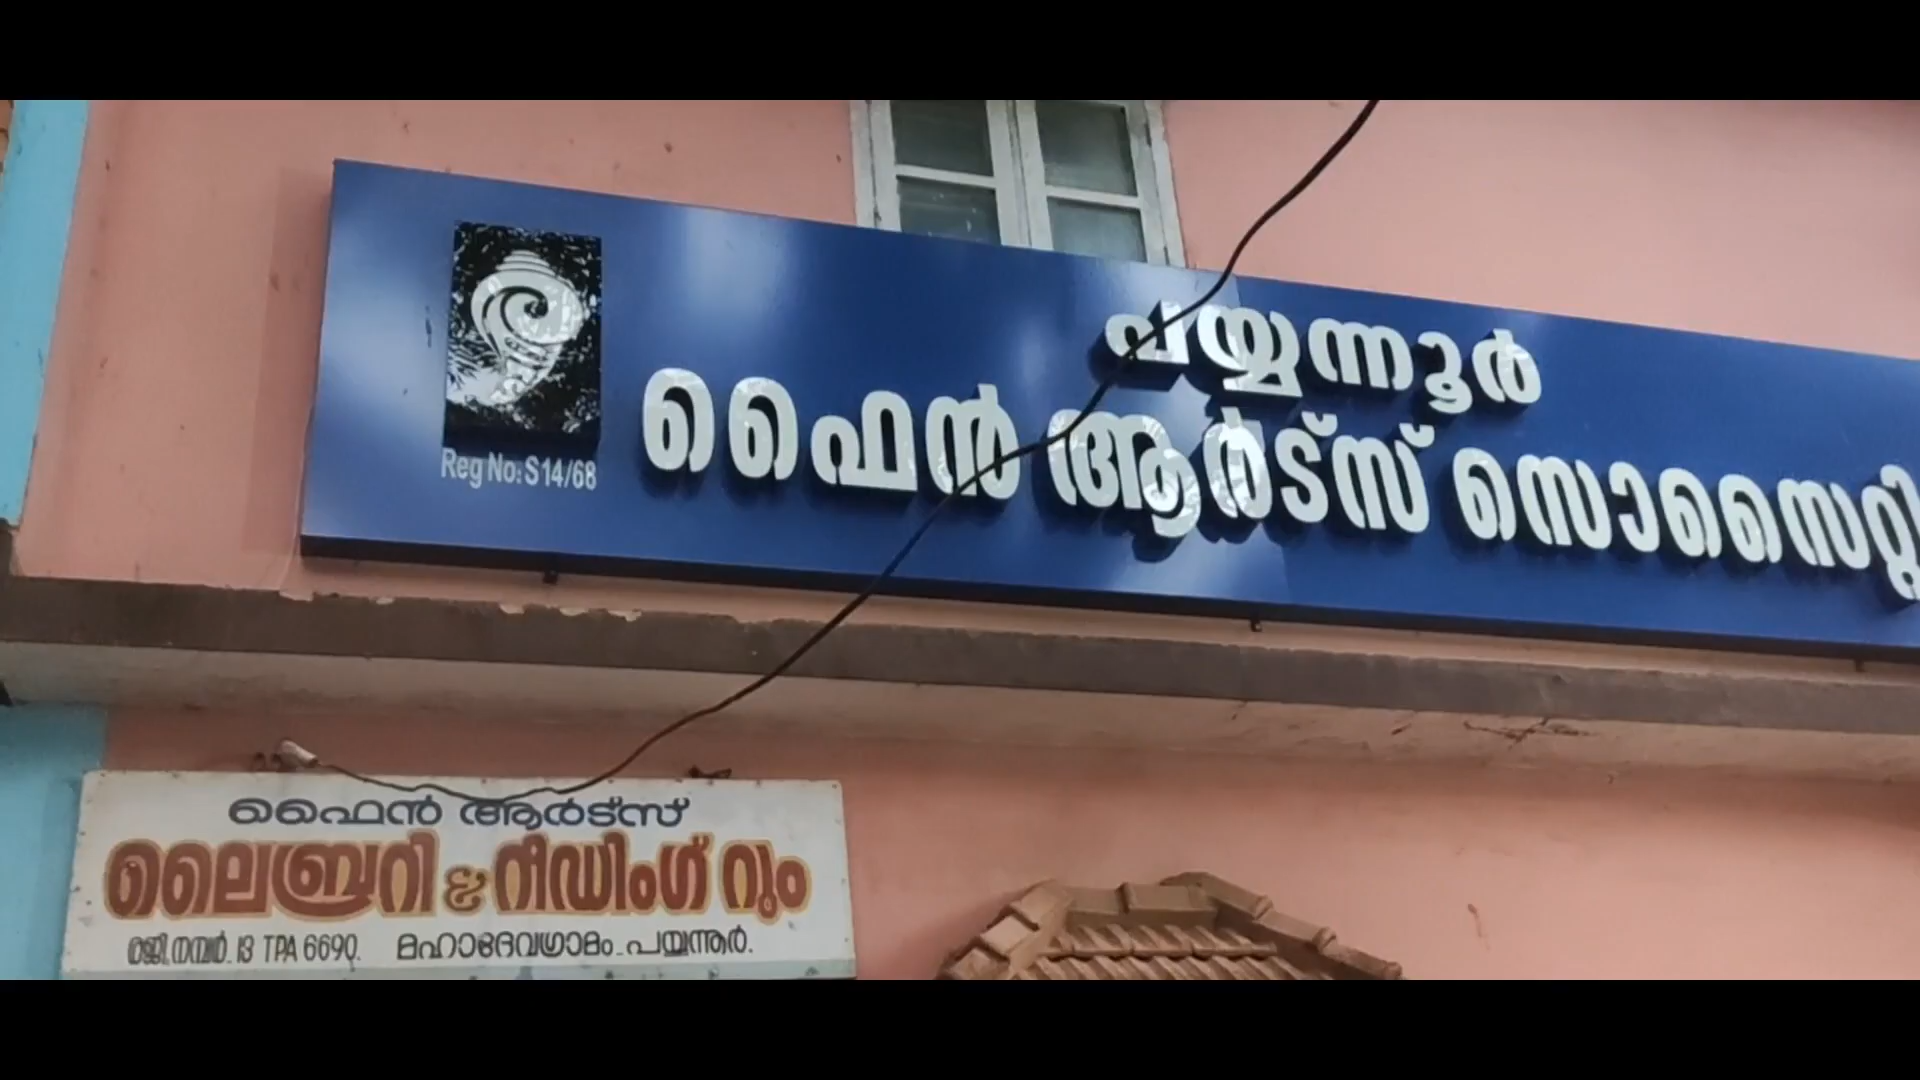 പയ്യന്നൂർ
ഫൈൻ ആർട്സ് സൊസൈറ്റി
Reg No: S14/68
ഫൈൻ ആർട്സ്
ലൈബ്രറി & റീഡിംഗ് റൂം
രജി.നമ്പർ. 13 TPA 6690. മഹാദേവഗ്രാമം-പയ്യന്നൂർ.